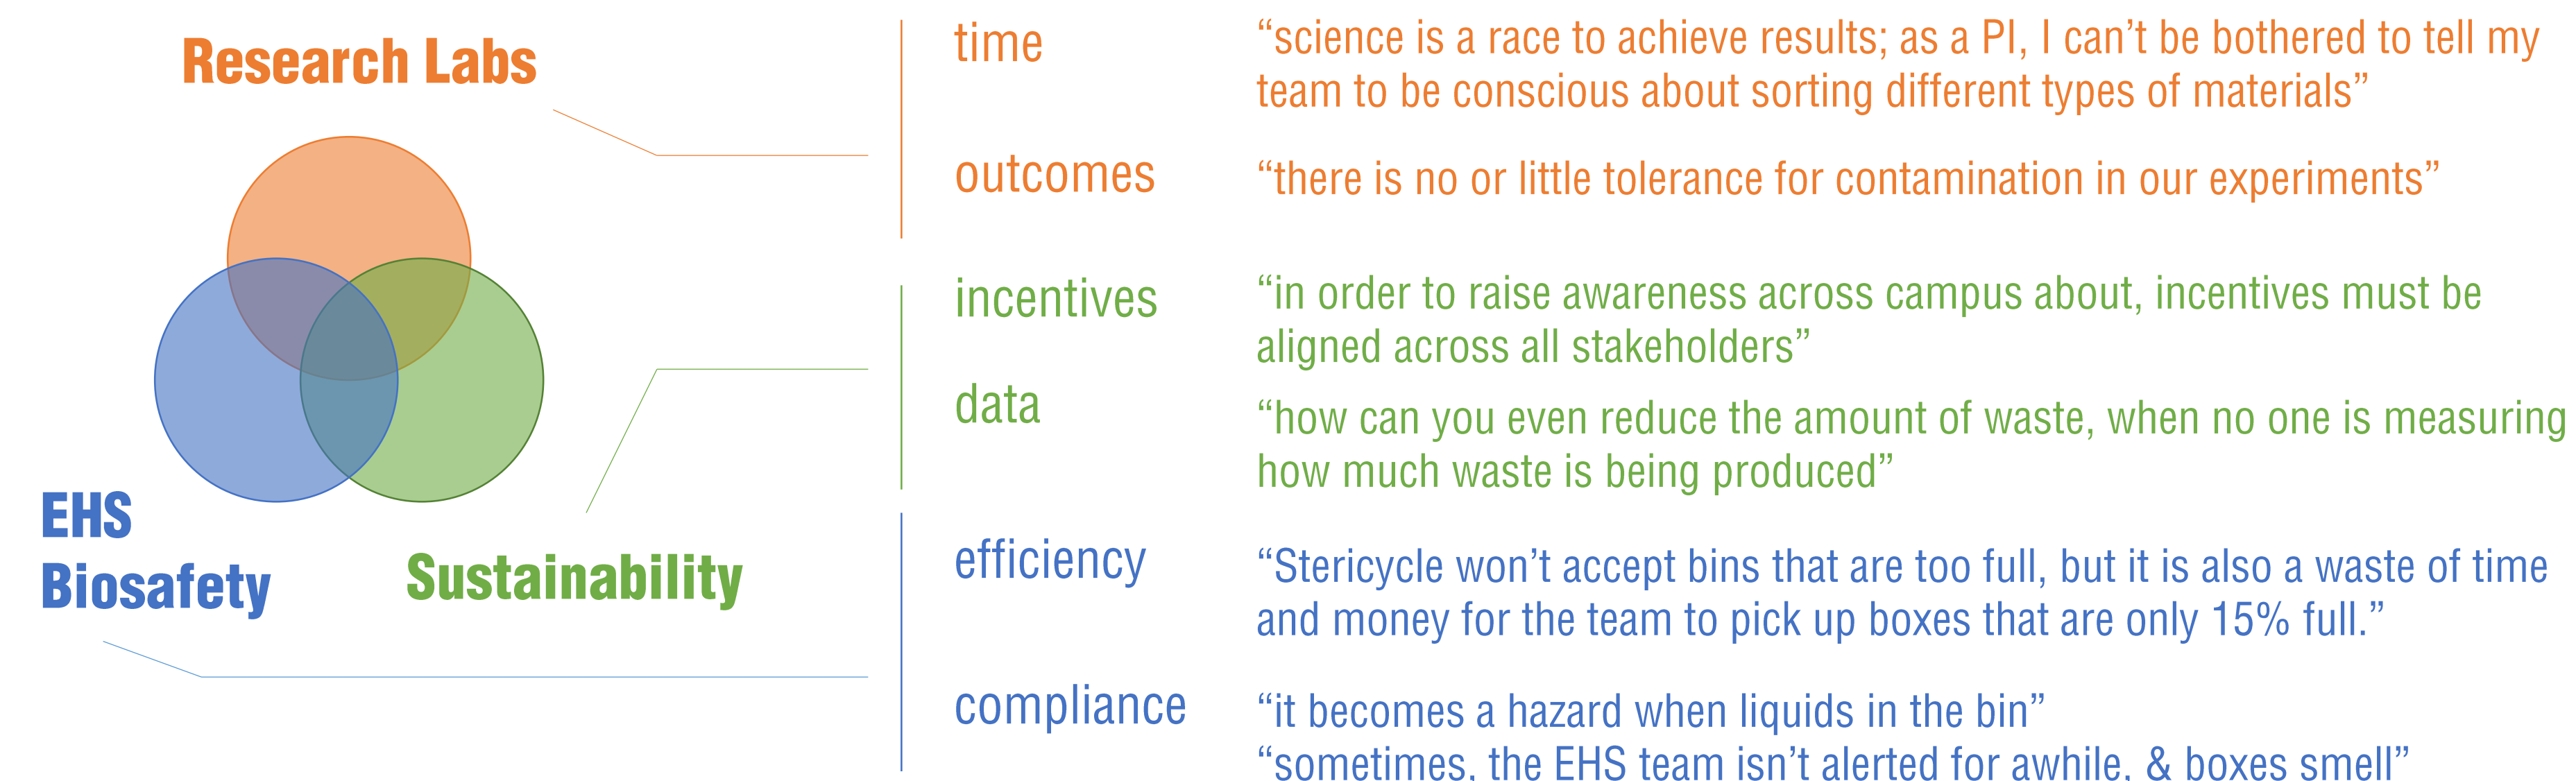 Research Labs
EHS
Biosafety
Sustainability
time
“science is a race to achieve results; as a PI, I can’t be bothered to tell my
team to be conscious about sorting different types of materials”
outcomes
“there is no or little tolerance for contamination in our experiments”
incentives
“in order to raise awareness across campus about, incentives must be
aligned across all stakeholders”
data
“how can you even reduce the amount of waste, when no one is measuring
how much waste is being produced”
efficiency
“Stericycle won’t accept bins that are too full, but it is also a waste of time
and money for the team to pick up boxes that are only 15% full.”
compliance
“it becomes a hazard when liquids in the bin”
“sometimes, the EHS team isn’t alerted for awhile, & boxes smell”